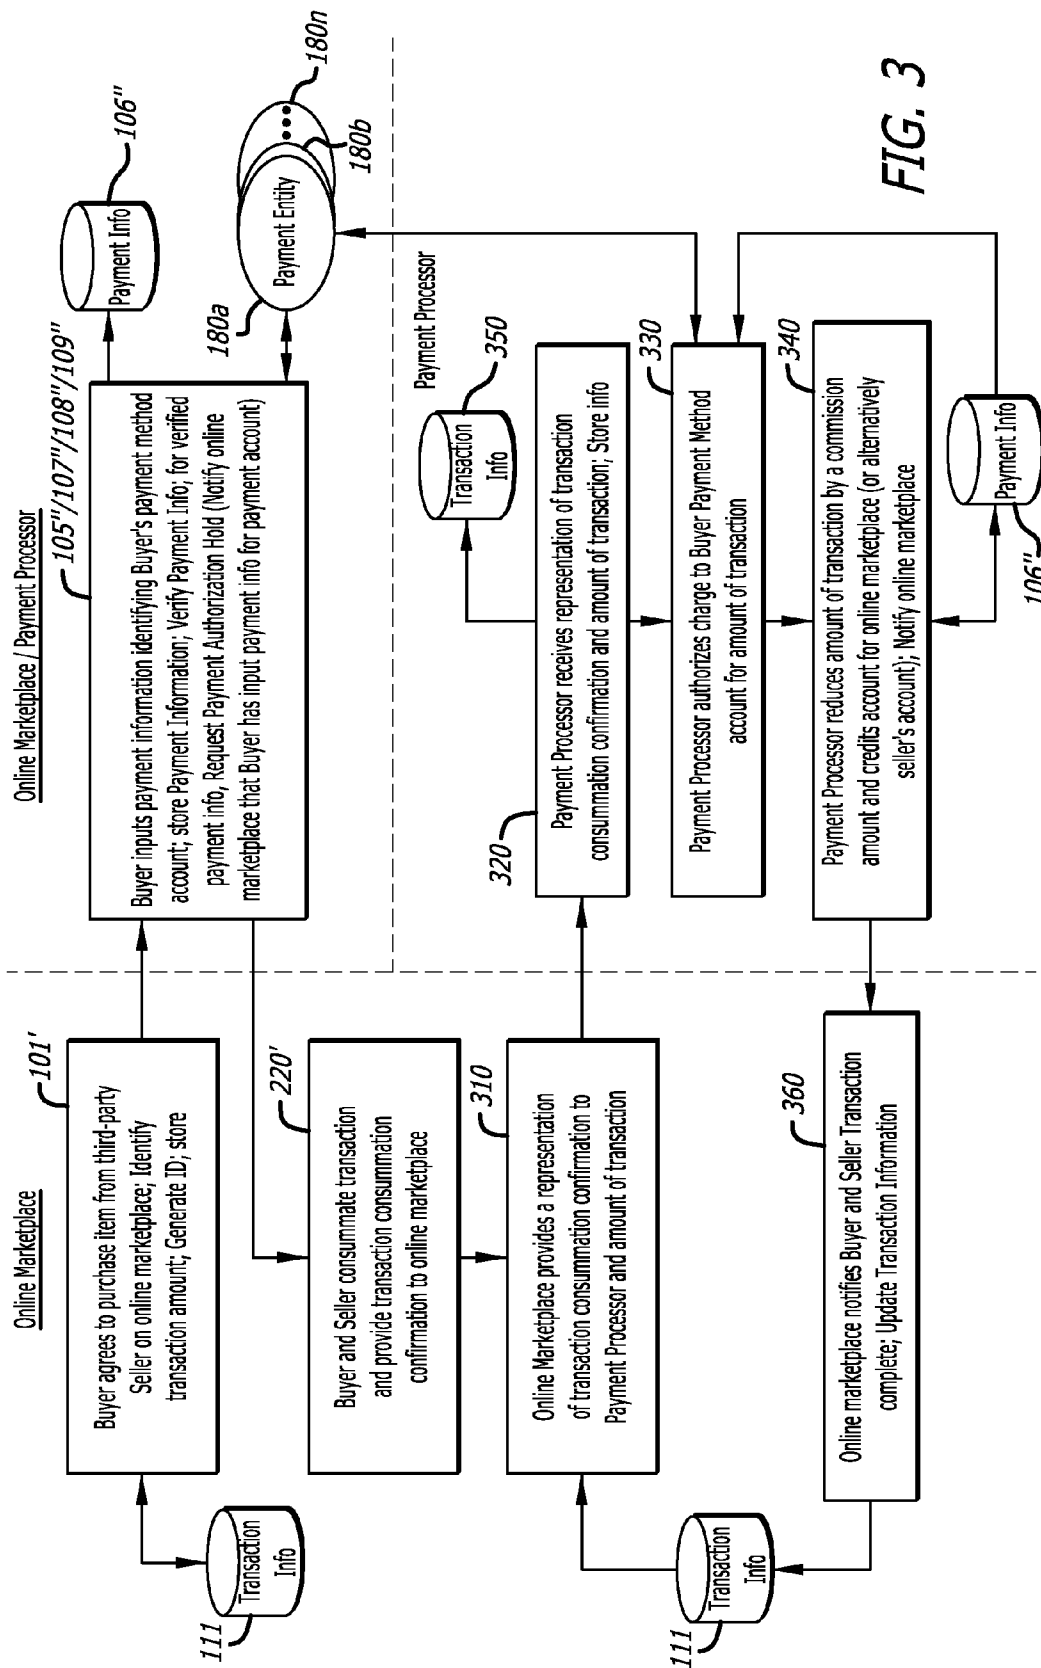 Online Marketplace
Online Marketplace / Payment Processor
101'
Buyer agrees to purchase item from third-party
Seller on online marketplace; Identify
transaction amount; Generate ID; store
Transaction
Info
111
105"/107"/108"/109"
Buyer inputs payment information identifying Buyer's payment method
account; store Payment Information; Verify Payment Info; for verified
payment info, Request Payment Authorization Hold (Notify online
marketplace that Buyer has input payment info for payment account)
Payment Info
106"
Payment Entity
180a
180b
180n
220'
Buyer and Seller consummate transaction
and provide transaction consummation
confirmation to online marketplace
310
Online Marketplace provides a representation
of transaction consummation confirmation to
Payment Processor and amount of transaction
Transaction
Info
111
Payment Processor
Transaction
Info
350
320
Payment Processor receives representation of transaction
consummation confirmation and amount of transaction; Store info
330
Payment Processor authorizes charge to Buyer Payment Method
account for amount of transaction
340
Payment Processor reduces amount of transaction by a commission
amount and credits account for online marketplace (or alternatively
seller's account); Notify online marketplace
Payment Info
106"
360
Online marketplace notifies Buyer and Seller Transaction
complete; Update Transaction Information
FIG. 3